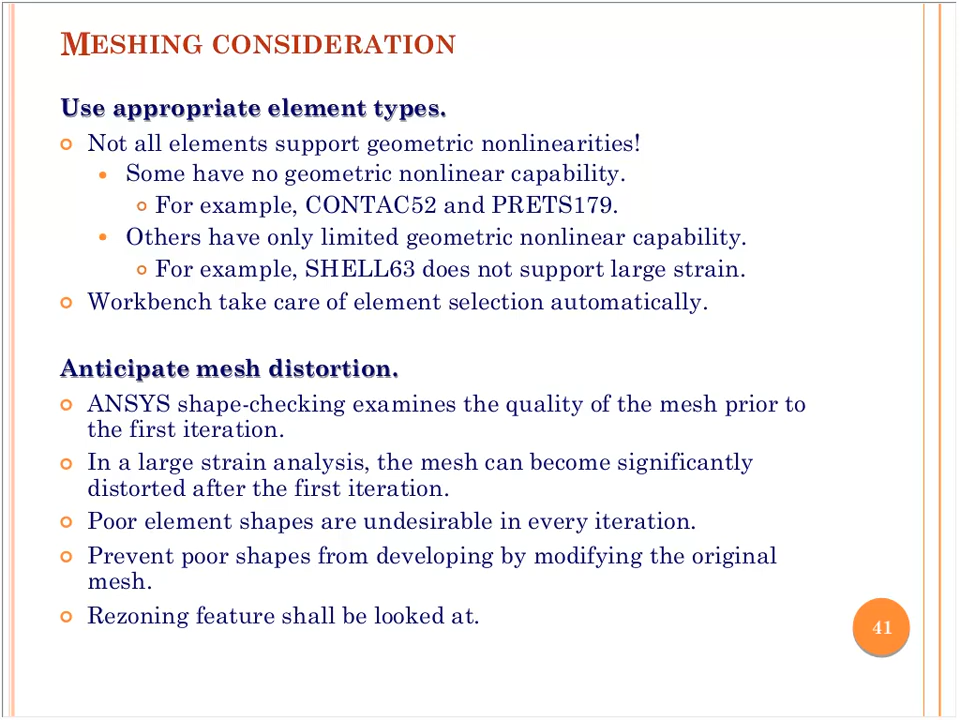 MESHING CONSIDERATION
Use appropriate element types.
Not all elements support geometric nonlinearities!
Some have no geometric nonlinear capability.
For example, CONTAC52 and PRETS179.
Others have only limited geometric nonlinear capability.
For example, SHELL63 does not support large strain.
Workbench take care of element selection automatically.
Anticipate mesh distortion.
ANSYS shape-checking examines the quality of the mesh prior to
the first iteration.
In a large strain analysis, the mesh can become significantly
distorted after the first iteration.
Poor element shapes are undesirable in every iteration.
Prevent poor shapes from developing by modifying the original
mesh.
Rezoning feature shall be looked at.
41